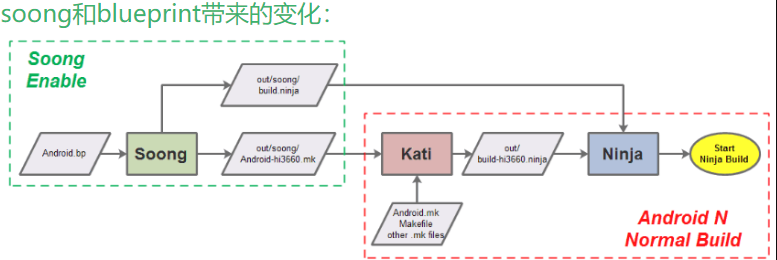 soong和blueprint带来的变化：
Soong
Enable
out/soong/
build.ninja
Android.bp
Soong
out/soong/
Android-hi3660.mk
Kati
out/
build-hi3660.ninja
Ninja
Start
Ninja Build
Android.mk
Makefile
other .mk files
Android N
Normal Build